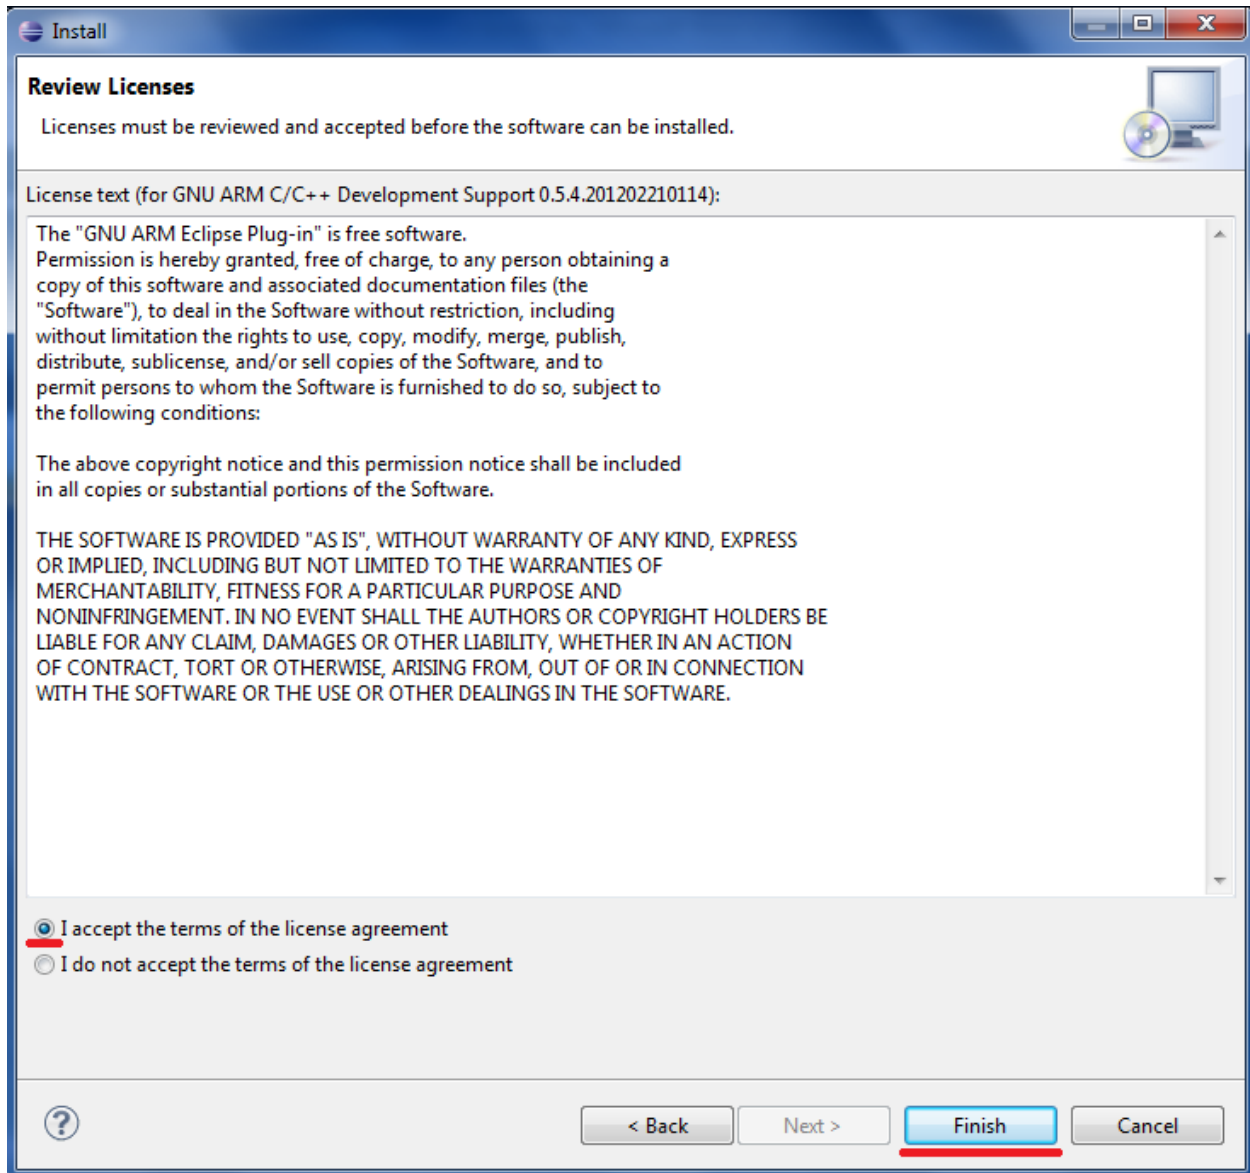 Install
Review Licenses
Licenses must be reviewed and accepted before the software can be installed.
License text (for GNU ARM C/C++ Development Support 0.5.4.201202210114):
The "GNU ARM Eclipse Plug-in" is free software.
Permission is hereby granted, free of charge, to any person obtaining a
copy of this software and associated documentation files (the
"Software"), to deal in the Software without restriction, including
without limitation the rights to use, copy, modify, merge, publish,
distribute, sublicense, and/or sell copies of the Software, and to
permit persons to whom the Software is furnished to do so, subject to
the following conditions:
The above copyright notice and this permission notice shall be included
in all copies or substantial portions of the Software.
THE SOFTWARE IS PROVIDED "AS IS", WITHOUT WARRANTY OF ANY KIND, EXPRESS
OR IMPLIED, INCLUDING BUT NOT LIMITED TO THE WARRANTIES OF
MERCHANTABILITY, FITNESS FOR A PARTICULAR PURPOSE AND
NONINFRINGEMENT. IN NO EVENT SHALL THE AUTHORS OR COPYRIGHT HOLDERS BE
LIABLE FOR ANY CLAIM, DAMAGES OR OTHER LIABILITY, WHETHER IN AN ACTION
OF CONTRACT, TORT OR OTHERWISE, ARISING FROM, OUT OF OR IN CONNECTION
WITH THE SOFTWARE OR THE USE OR OTHER DEALINGS IN THE SOFTWARE.
I accept the terms of the license agreement
I do not accept the terms of the license agreement
? < Back Next > Finish Cancel